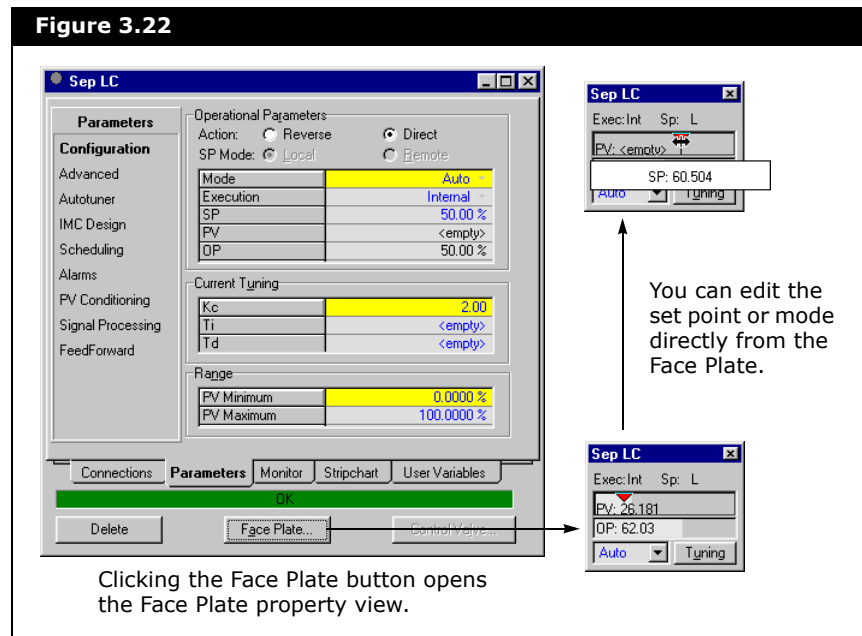 Figure 3.22
Sep LC
Parameters
Configuration
Advanced
Autotuner
IMC Design
Scheduling
Alarms
PV Conditioning
Signal Processing
FeedForward
Operational Parameters
Action: Reverse Direct
SP Mode: Local Remote
Mode Auto
Execution Internal
SP 50.00 %
PV <empty>
OP 50.00 %
Current Tuning
Kc 2.00
Ti <empty>
Td <empty>
Range
PV Minimum 0.0000 %
PV Maximum 100.0000 %
Connections Parameters Monitor Stripchart User Variables
OK
Delete Face Plate... Control Valve...
Clicking the Face Plate button opens
the Face Plate property view.
Sep LC
Exec:Int Sp: L
PV: <empty>
SP: 60.504
Auto Tuning
You can edit the
set point or mode
directly from the
Face Plate.
Sep LC
Exec:Int Sp: L
PV: 26.181
OP: 62.03
Auto Tuning